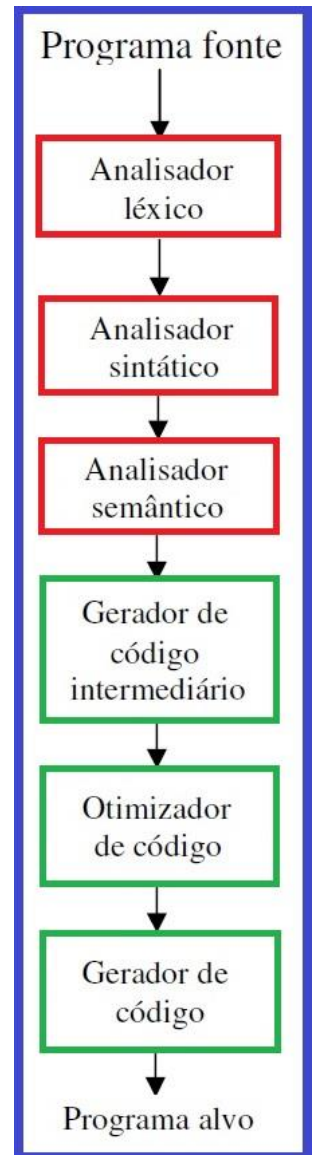 Programa fonte
Analisador
léxico
Analisador
sintático
Analisador
semântico
Gerador de
código
intermediário
Otimizador
de código
Gerador de
código
Programa alvo